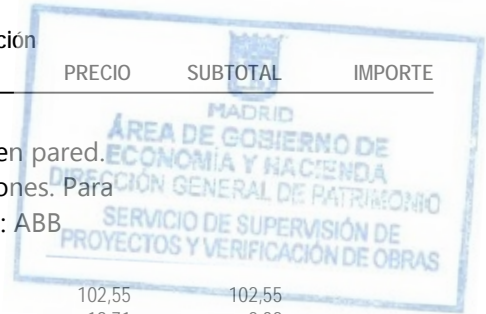 ción
PRECIO SUBTOTAL IMPORTE
MADRID
ÁREA DE GOBIERNO DE
en pared.
ECONOMÍA Y HACIENDA
ones. Para
DIRECCIÓN GENERAL DE PATRIMONIO
: ABB
SERVICIO DE SUPERVISIÓN DE
PROYECTOS Y VERIFICACIÓN DE OBRAS
102,55 102,55